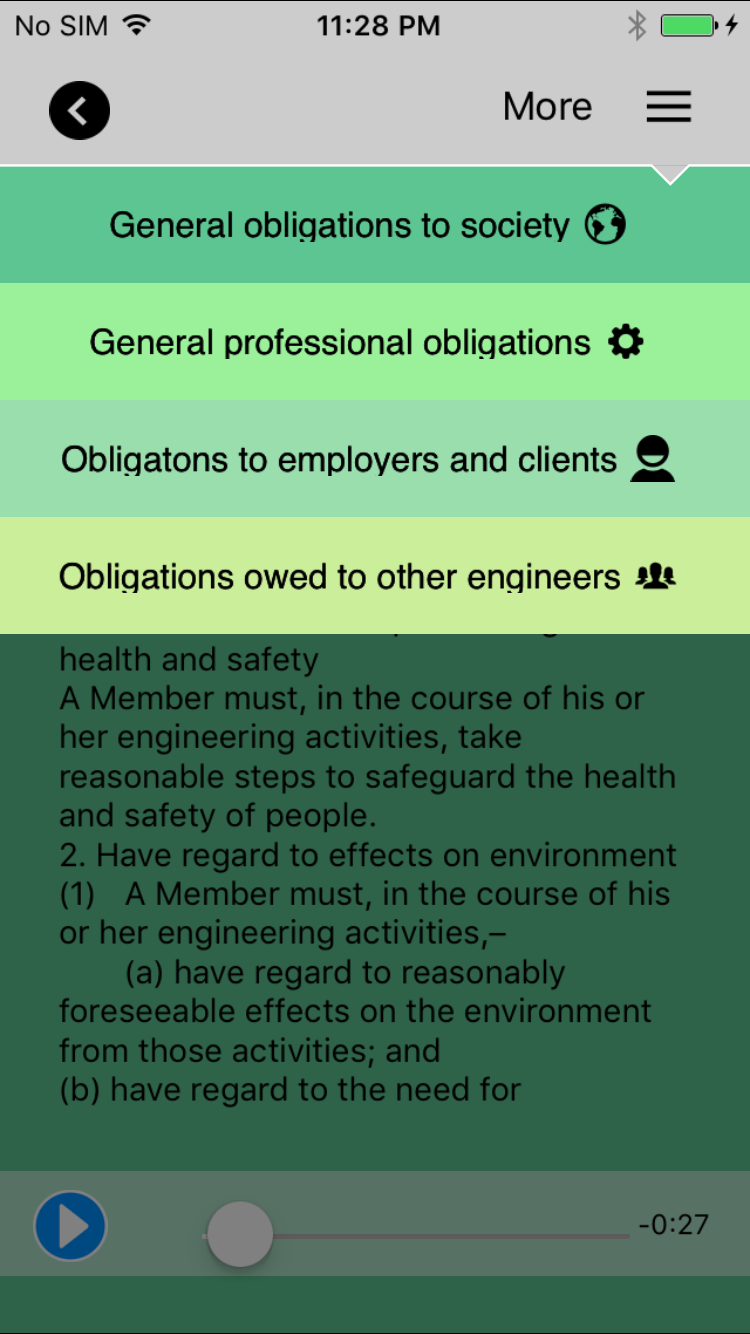 No SIM 11:28 PM
More
General obligations to society
General professional obligations
Obligatons to employers and clients
Obligations owed to other engineers
health and safety
A Member must, in the course of his or
her engineering activities, take
reasonable steps to safeguard the health
and safety of people.
2. Have regard to effects on environment
(1) A Member must, in the course of his
or her engineering activities,–
(a) have regard to reasonably
foreseeable effects on the environment
from those activities; and
(b) have regard to the need for
-0:27